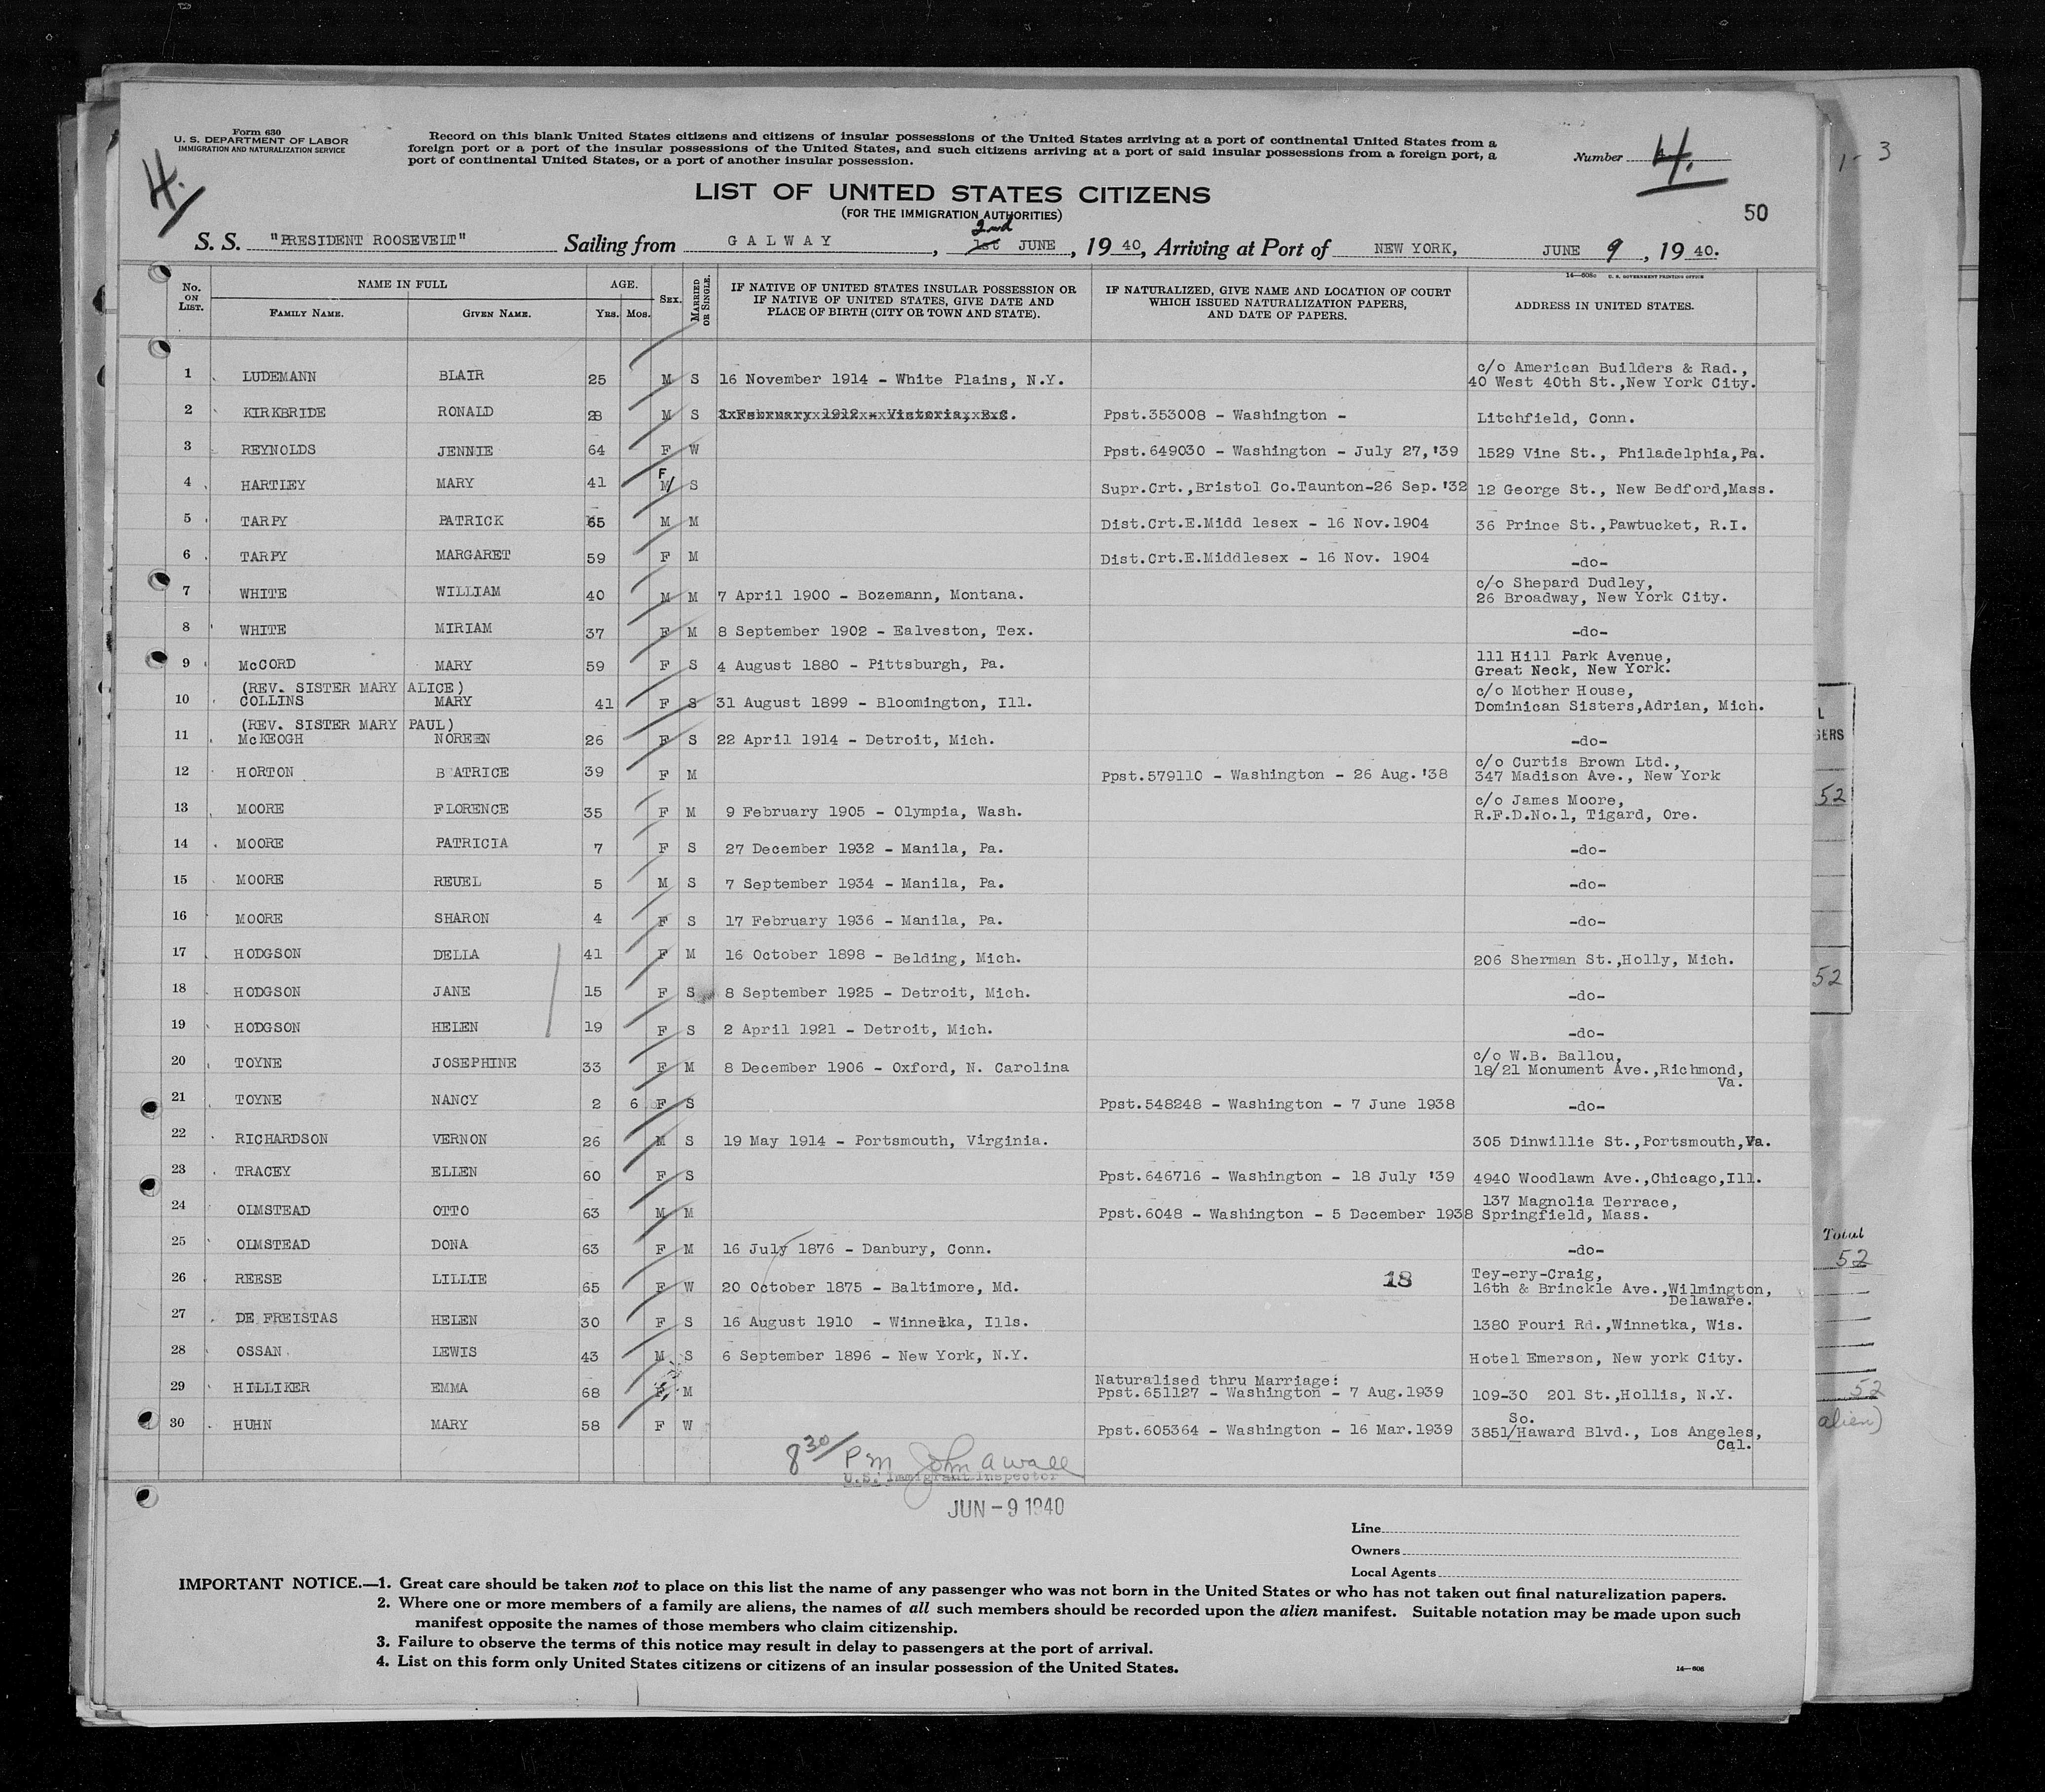 Form 630
U. S. DEPARTMENT OF LABOR
IMMIGRATION AND NATURALIZATION SERVICE
4.
Record on this blank United States citizens and citizens of insular possessions of the United States arriving at a port of continental United States from a
foreign port or a port of the insular possessions of the United States, and such citizens arriving at a port of said insular possessions from a foreign port, a
port of continental United States, or a port of another insular possession.
Number 4.
1 - 3
LIST OF UNITED STATES CITIZENS
(FOR THE IMMIGRATION AUTHORITIES)
50
S. S. "PRESIDENT ROOSEVELT" Sailing from GALWAY, 1st 2nd JUNE, 19 40, Arriving at Port of NEW YORK, JUNE 9, 19 40.
14—608a U. S. GOVERNMENT PRINTING OFFICE
No. ON LIST. NAME IN FULL FAMILY NAME. GIVEN NAME. AGE. YRS. MOS. SEX. MARRIED OR SINGLE. IF NATIVE OF UNITED STATES INSULAR POSSESSION OR IF NATIVE OF UNITED STATES, GIVE DATE AND PLACE OF BIRTH (CITY OR TOWN AND STATE). IF NATURALIZED, GIVE NAME AND LOCATION OF COURT WHICH ISSUED NATURALIZATION PAPERS, AND DATE OF PAPERS. ADDRESS IN UNITED STATES.
1 LUDEMANN BLAIR 25 M S 16 November 1914 - White Plains, N.Y. c/o American Builders & Rad., 40 West 40th St.,New York City.
2 KIRKBRIDE RONALD 28 M S February 1912 - Victoria, B.C. Ppst.353008 - Washington - Litchfield, Conn.
3 REYNOLDS JENNIE 64 F W Ppst.649030 - Washington - July 27,'39 1529 Vine St., Philadelphia,Pa.
4 HARTLEY MARY 41 M F S Supr.Crt.,Bristol Co.Taunton-26 Sep.'32 12 George St., New Bedford,Mass.
5 TARPY PATRICK 65 M M Dist.Crt.E.Midd lesex - 16 Nov.1904 36 Prince St.,Pawtucket, R.I.
6 TARPY MARGARET 59 F M Dist.Crt.E.Middlesex - 16 Nov. 1904 -do-
7 WHITE WILLIAM 40 M M 7 April 1900 - Bozemann, Montana. c/o Shepard Dudley, 26 Broadway, New York City.
8 WHITE MIRIAM 37 F M 8 September 1902 - Ealveston, Tex. -do-
9 McCORD MARY 59 F S 4 August 1880 - Pittsburgh, Pa. 111 Hill Park Avenue, Great Neck, New York.
(REV. SISTER MARY ALICE)
10 COLLINS MARY 41 F S 31 August 1899 - Bloomington, Ill. c/o Mother House, Dominican Sisters,Adrian, Mich.
(REV. SISTER MARY PAUL)
11 McKEOGH NOREEN 26 F S 22 April 1914 - Detroit, Mich. -do-
12 HORTON B ATRICE 39 F M Ppst.579110 - Washington - 26 Aug.'38 c/o Curtis Brown Ltd., 347 Madison Ave., New York
13 MOORE FLORENCE 35 F M 9 February 1905 - Olympia, Wash. c/o James Moore, R.F.D.No.1, Tigard, Ore.
14 MOORE PATRICIA 7 F S 27 December 1932 - Manila, Pa. -do-
15 MOORE REUEL 5 M S 7 September 1934 - Manila, Pa. -do-
16 MOORE SHARON 4 F S 17 February 1936 - Manila, Pa. -do-
17 HODGSON DELLA 41 F M 16 October 1898 - Belding, Mich. 206 Sherman St.,Holly, Mich.
18 HODGSON JANE 15 F S 8 September 1925 - Detroit, Mich. -do-
19 HODGSON HELEN 19 F S 2 April 1921 - Detroit, Mich. -do-
20 TOYNE JOSEPHINE 33 F M 8 December 1906 - Oxford, N. Carolina c/o W.B. Ballou, 18/21 Monument Ave.,Richmond, Va.
21 TOYNE NANCY 2 6 F S Ppst.548248 - Washington - 7 June 1938 -do-
22 RICHARDSON VERNON 26 M S 19 May 1914 - Portsmouth, Virginia. 305 Dinwillie St.,Portsmouth,Va.
23 TRACEY ELLEN 60 F S Ppst.646716 - Washington - 18 July '39 4940 Woodlawn Ave.,Chicago,Ill.
24 OLMSTEAD OTTO 63 M M Ppst.6048 - Washington - 5 December 1938 137 Magnolia Terrace, Springfield, Mass.
25 OLMSTEAD DONA 63 F M 16 July 1876 - Danbury, Conn. -do-
26 REESE LILLIE 65 F W 20 October 1875 - Baltimore, Md. 18 Tey-ery-Craig, 16th & Brinckle Ave.,Wilmington, Delaware.
27 DE FREISTAS HELEN 30 F S 16 August 1910 - Winnetka, Ills. 1380 Fouri Rd.,Winnetka, Wis.
28 OSSAN LEWIS 43 M S 6 September 1896 - New York, N.Y. Hotel Emerson, New york City.
29 HILLIKER EMMA 68 F M Naturalised thru Marriage: Ppst.651127 - Washington - 7 Aug.1939 109-30 201 St.,Hollis, N.Y.
30 HUHN MARY 58 F W Ppst.605364 - Washington - 16 Mar.1939 3851/So. Haward Blvd., Los Angeles, Cal.
8 30/ P m John A Wall
U.S. Immigrant Inspector
JUN - 9 1940
Line
Owners
Local Agents
IMPORTANT NOTICE.—1. Great care should be taken not to place on this list the name of any passenger who was not born in the United States or who has not taken out final naturalization papers.
2. Where one or more members of a family are aliens, the names of all such members should be recorded upon the alien manifest. Suitable notation may be made upon such
manifest opposite the names of those members who claim citizenship.
3. Failure to observe the terms of this notice may result in delay to passengers at the port of arrival.
4. List on this form only United States citizens or citizens of an insular possession of the United States.
14—608
L
GERS
52
52
Total
52
52
alien)